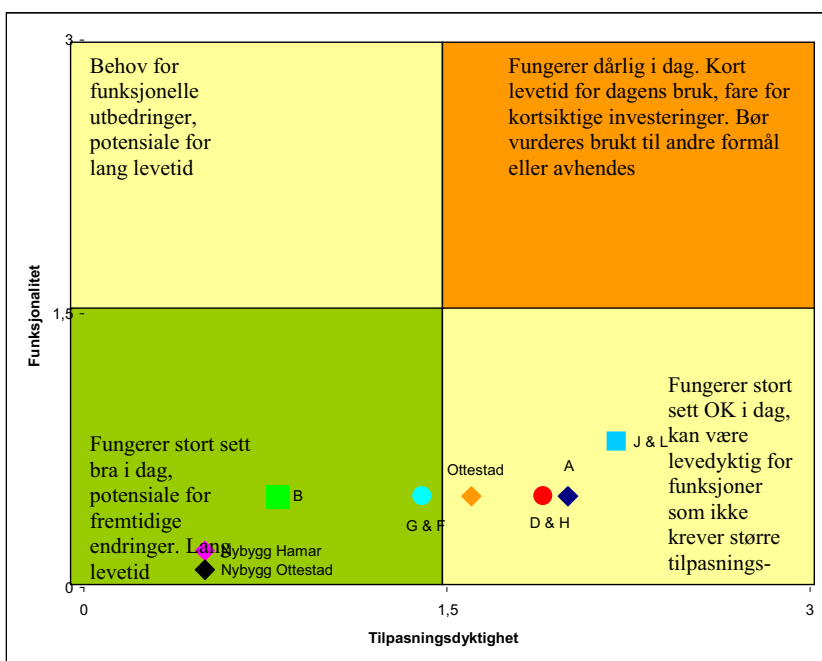 3
Behov for
funksjonelle
utbedringer,
potensiale for
lang levetid
Fungerer dårlig i dag. Kort
levetid for dagens bruk, fare for
kortsiktige investeringer. Bør
vurderes brukt til andre formål
eller avhendes
Funksjonalitet
1,5
Fungerer stort sett
bra i dag,
potensiale for
fremtidige
endringer. Lang
levetid
Fungerer stort
sett OK i dag,
kan være
levedyktig for
funksjoner
som ikke
krever større
tilpasnings-
J & L
A
Ottestad
B
G & F
D & H
Nybygg Hamar
Nybygg Ottestad
0
0
1,5
3
Tilpasningsdyktighet